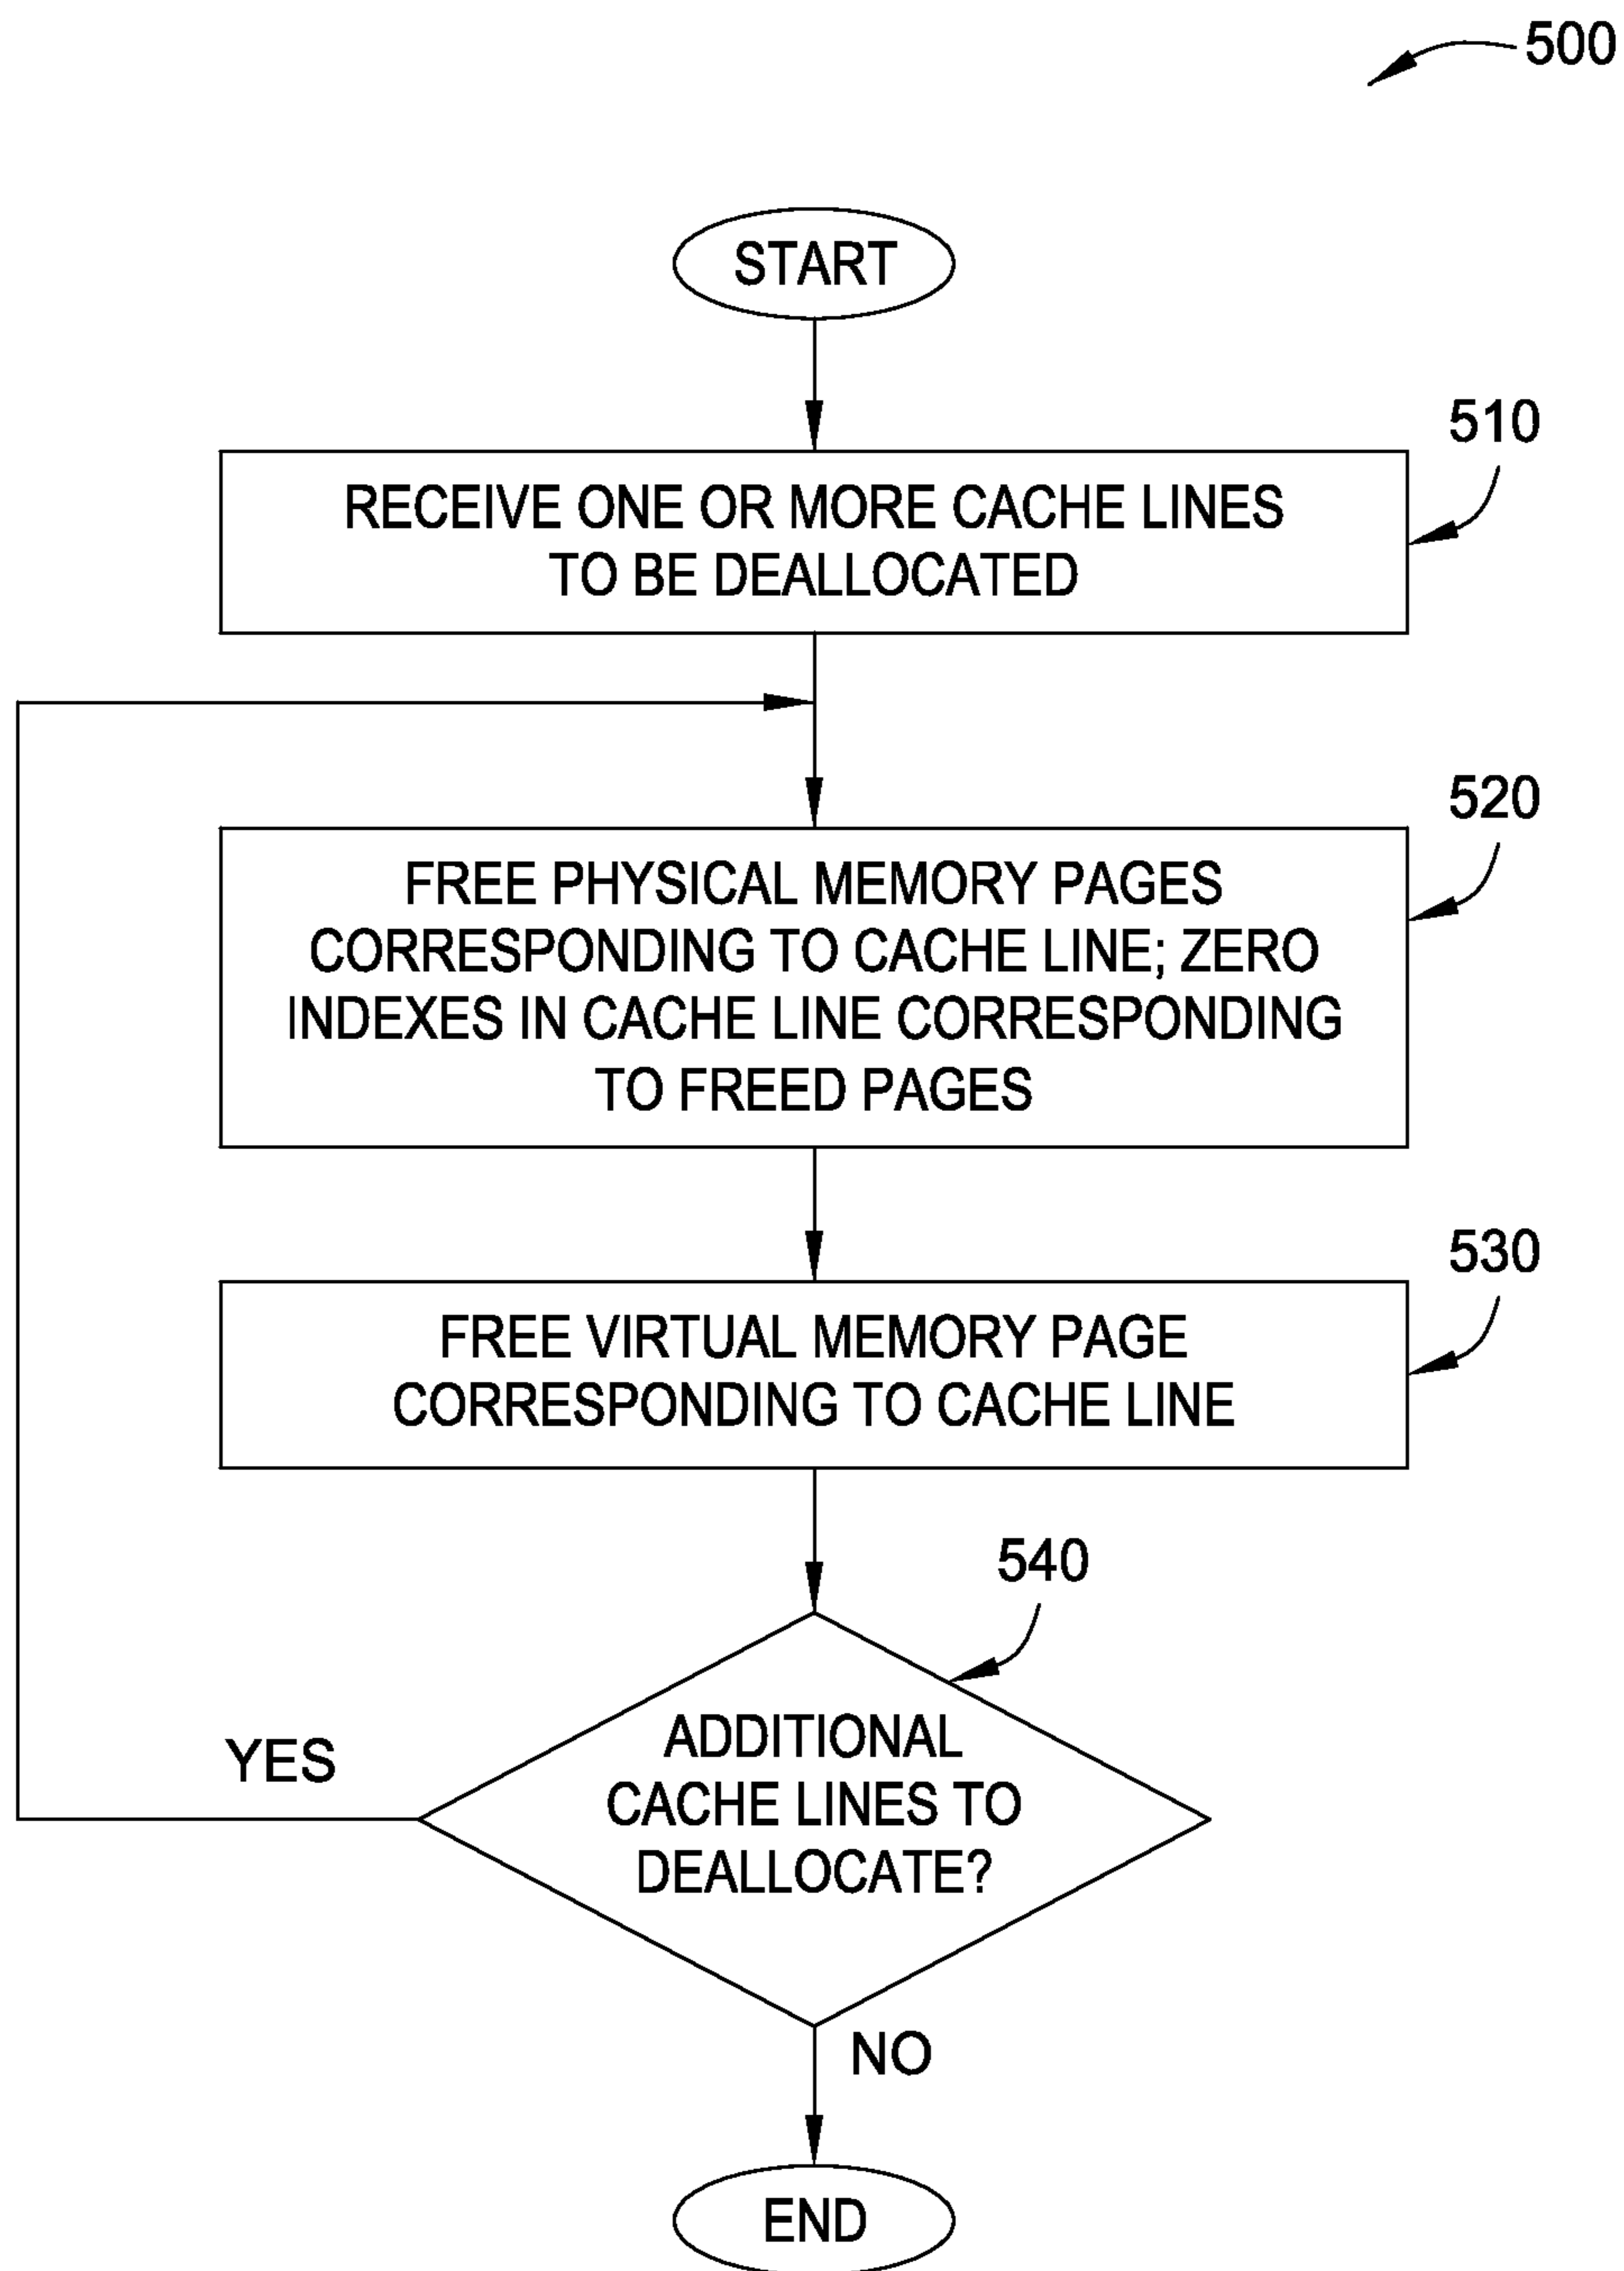 500
START
510
RECEIVE ONE OR MORE CACHE LINES
TO BE DEALLOCATED
520
FREE PHYSICAL MEMORY PAGES
CORRESPONDING TO CACHE LINE; ZERO
INDEXES IN CACHE LINE CORRESPONDING
TO FREED PAGES
530
FREE VIRTUAL MEMORY PAGE
CORRESPONDING TO CACHE LINE
540
ADDITIONAL
CACHE LINES TO
DEALLOCATE?
YES
NO
END